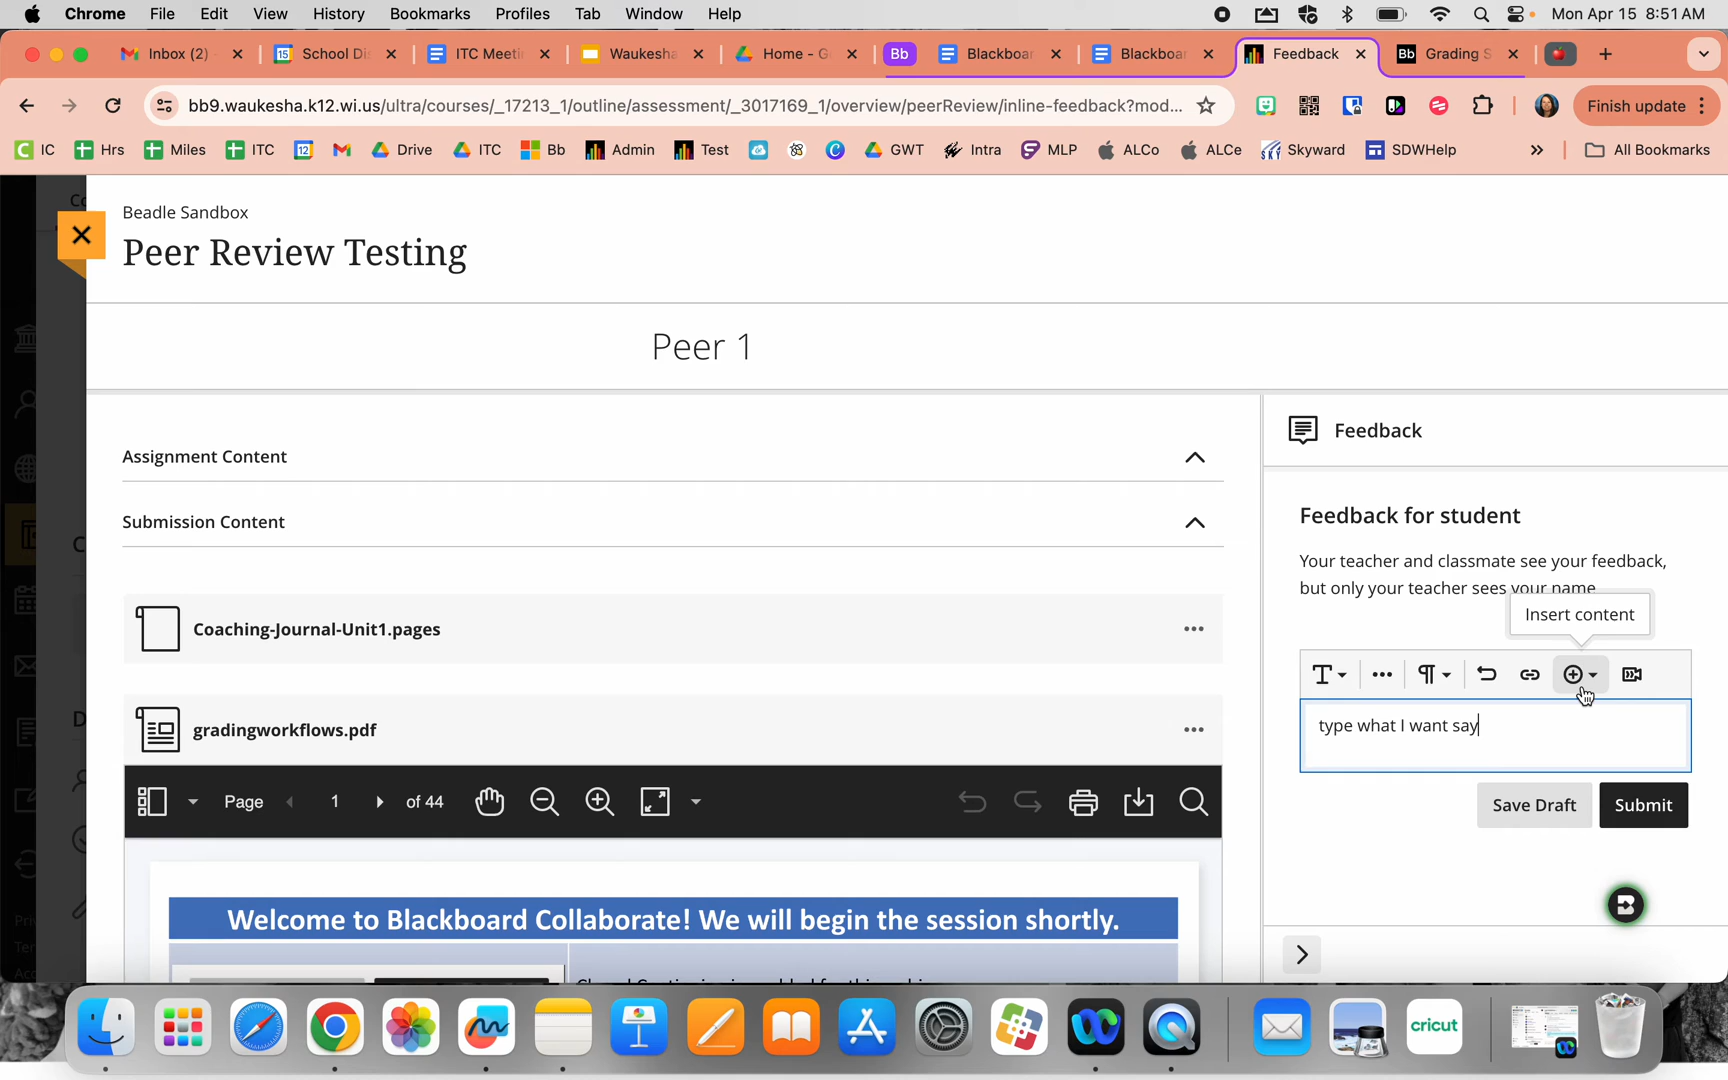 Chrome File Edit View History Bookmarks Profiles Tab Window Help Mon Apr 15 8:51 AM
Inbox (2) 15 School Di ITC Meeti Waukesha Home - G Bb Blackboar Blackboar Feedback Bb Grading S
bb9.waukesha.k12.wi.us/ultra/courses/_17213_1/outline/assessment/_3017169_1/overview/peerReview/inline-feedback?mod... Finish update
C IC Hrs Miles ITC 12 Drive ITC Bb Admin Test GWT Intra MLP ALCo ALCe SKY Skyward SDWHelp » All Bookmarks
Beadle Sandbox
Peer Review Testing
Peer 1
Feedback
Assignment Content
Submission Content
Feedback for student
Your teacher and classmate see your feedback,
but only your teacher sees your name
Insert content
Coaching-Journal-Unit1.pages
type what I want say
gradingworkflows.pdf
Page 1 of 44
Save Draft Submit
Welcome to Blackboard Collaborate! We will begin the session shortly.
cricut